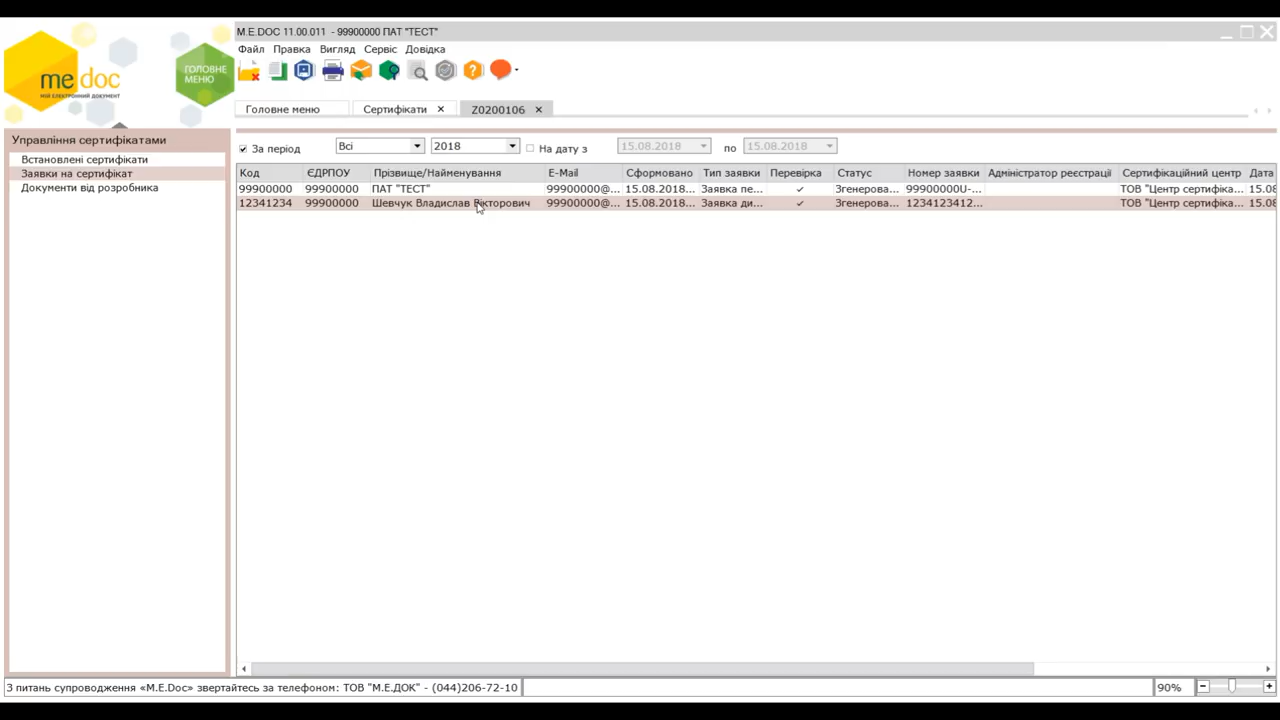 M.E.DOC 11.00.011 - 99900000 ПАТ "ТЕСТ"
Файл Правка Вигляд Сервіс Довідка
me doc
МІЙ ЕЛЕКТРОННИЙ ДОКУМЕНТ
ГОЛОВНЕ
МЕНЮ
Головне меню Сертифікати Z0200106
Управління сертифікатами
Встановлені сертифікати
Заявки на сертифікат
Документи від розробника
За період Всі 2018 На дату з 15.08.2018 по 15.08.2018
Код ЄДРПОУ Прізвище/Найменування E-Mail Сформовано Тип заявки Перевірка Статус Номер заявки Адміністратор реєстрації Сертифікаційний центр Дата
99900000 99900000 ПАТ "ТЕСТ" 99900000@... 15.08.2018... Заявка пе... ✓ Згенерова... 99900000U-... ТОВ "Центр сертифіка... 15.08
12341234 99900000 Шевчук Владислав Вікторович 99900000@... 15.08.2018... Заявка ди... ✓ Згенерова... 1234123412... ТОВ "Центр сертифіка... 15.08
З питань супроводження «M.E.Doc» звертайтесь за телефоном: ТОВ "М.Е.ДОК" - (044)206-72-10
90%